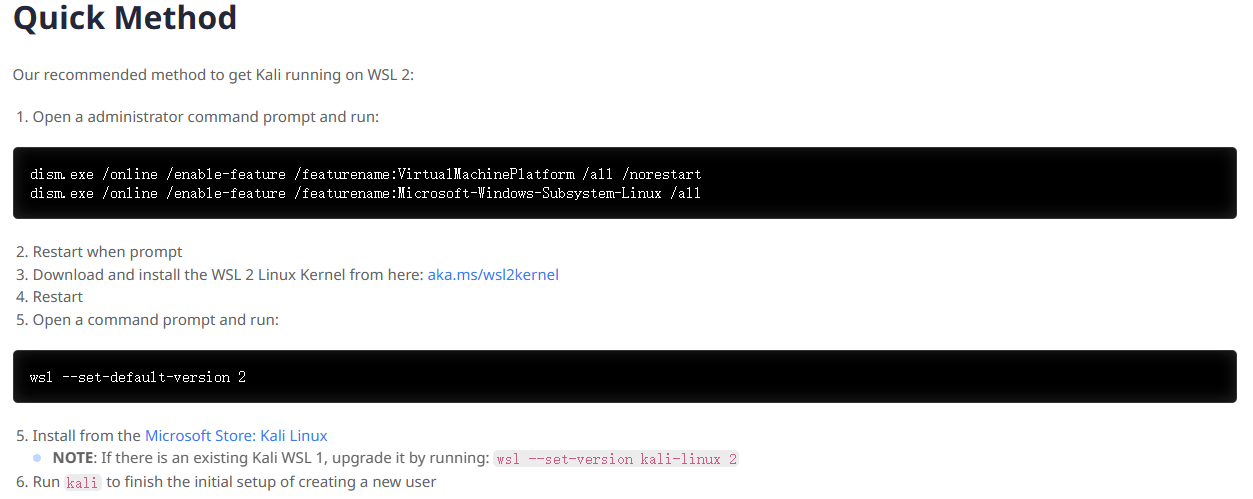 Quick Method
Our recommended method to get Kali running on WSL 2:
1. Open a administrator command prompt and run:
dism.exe /online /enable-feature /featurename:VirtualMachinePlatform /all /norestart
dism.exe /online /enable-feature /featurename:Microsoft-Windows-Subsystem-Linux /all
2. Restart when prompt
3. Download and install the WSL 2 Linux Kernel from here: aka.ms/wsl2kernel
4. Restart
5. Open a command prompt and run:
wsl --set-default-version 2
5. Install from the Microsoft Store: Kali Linux
NOTE: If there is an existing Kali WSL 1, upgrade it by running: wsl --set-version kali-linux 2
6. Run kali to finish the initial setup of creating a new user